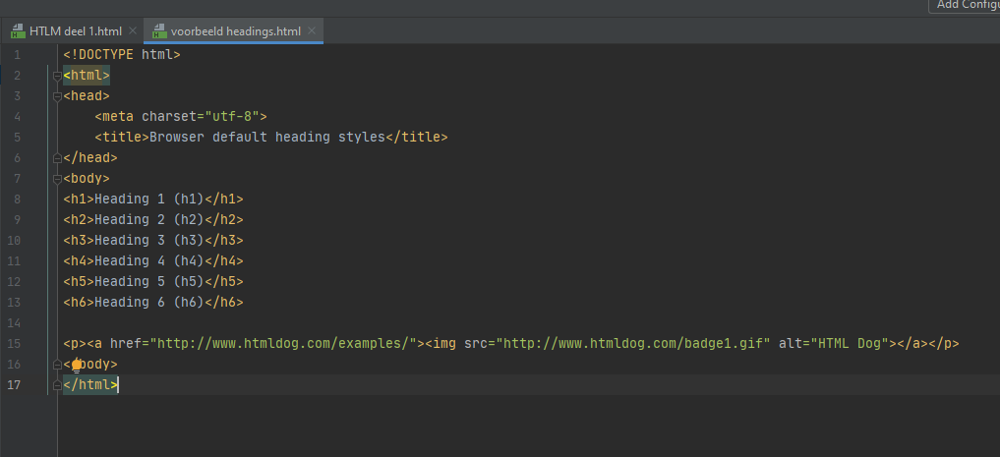 Add Configu
HTLM deel 1.html voorbeeld headings.html
1 <!DOCTYPE html>
2 <html>
3 <head>
4 <meta charset="utf-8">
5 <title>Browser default heading styles</title>
6 </head>
7 <body>
8 <h1>Heading 1 (h1)</h1>
9 <h2>Heading 2 (h2)</h2>
10 <h3>Heading 3 (h3)</h3>
11 <h4>Heading 4 (h4)</h4>
12 <h5>Heading 5 (h5)</h5>
13 <h6>Heading 6 (h6)</h6>
14
15 <p><a href="http://www.htmldog.com/examples/"><img src="http://www.htmldog.com/badge1.gif" alt="HTML Dog"></a></p>
16 < body>
17 </html>